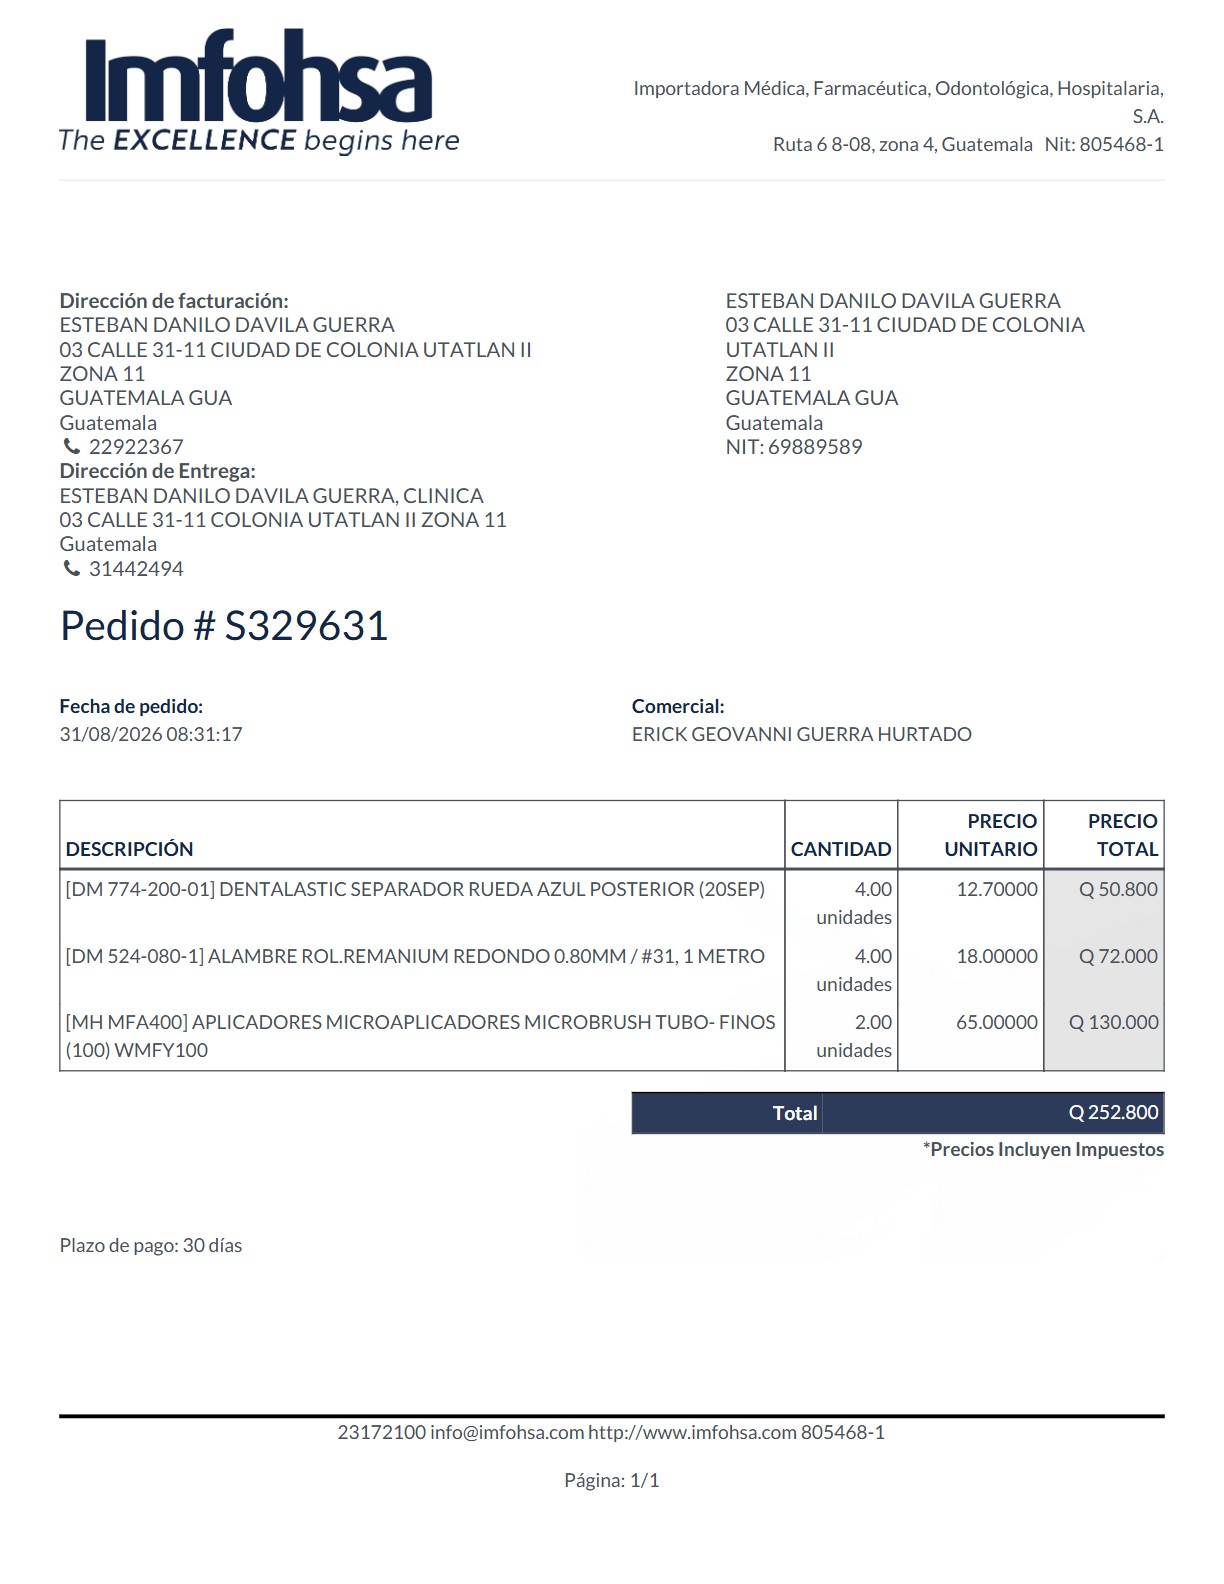 Imfohsa
The EXCELLENCE begins here
Importadora Médica, Farmacéutica, Odontológica, Hospitalaria,
S.A.
Ruta 6 8-08, zona 4, Guatemala   Nit: 805468-1
Dirección de facturación:
ESTEBAN DANILO DAVILA GUERRA
03 CALLE 31-11 CIUDAD DE COLONIA UTATLAN II
ZONA 11
GUATEMALA GUA
Guatemala
22922367
Dirección de Entrega:
ESTEBAN DANILO DAVILA GUERRA, CLINICA
03 CALLE 31-11 COLONIA UTATLAN II ZONA 11
Guatemala
31442494
ESTEBAN DANILO DAVILA GUERRA
03 CALLE 31-11 CIUDAD DE COLONIA
UTATLAN II
ZONA 11
GUATEMALA GUA
Guatemala
NIT: 69889589
Pedido # S329631
Fecha de pedido:
31/08/2026 08:31:17
Comercial:
ERICK GEOVANNI GUERRA HURTADO
DESCRIPCIÓN CANTIDAD PRECIO UNITARIO PRECIO TOTAL
[DM 774-200-01] DENTALASTIC SEPARADOR RUEDA AZUL POSTERIOR (20SEP) 4.00 unidades 12.70000 Q 50.800
[DM 524-080-1] ALAMBRE ROL.REMANIUM REDONDO 0.80MM / #31, 1 METRO 4.00 unidades 18.00000 Q 72.000
[MH MFA400] APLICADORES MICROAPLICADORES MICROBRUSH TUBO- FINOS (100) WMFY100 2.00 unidades 65.00000 Q 130.000
Total Q 252.800
*Precios Incluyen Impuestos
Plazo de pago: 30 días
23172100 info@imfohsa.com http://www.imfohsa.com 805468-1
Página: 1/1